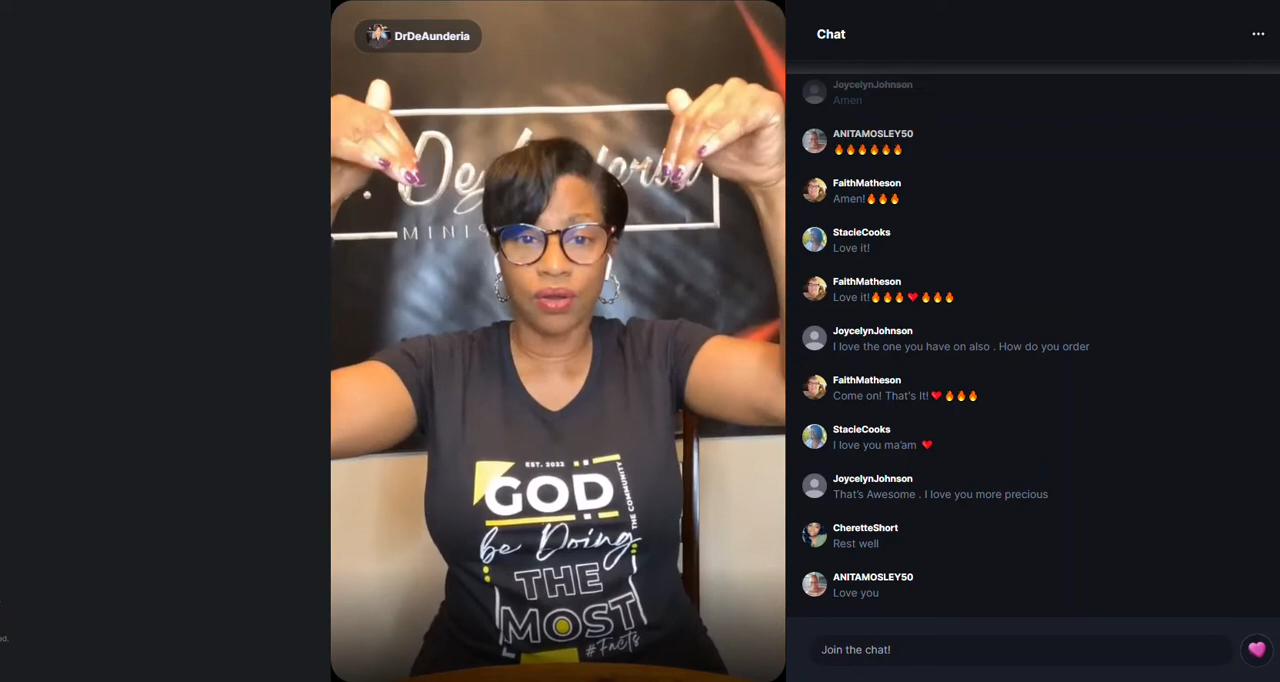 DrDeAunderia
MINIS
EST. 2022
GOD
be Doing
THE
MOST
#Facts
THE COMMUNITY
Chat
JoycelynJohnson
Amen
ANITAMOSLEY50
🔥🔥🔥🔥🔥🔥
FaithMatheson
Amen!🔥🔥🔥
StacieCooks
Love it!
FaithMatheson
Love it!🔥🔥🔥❤️🔥🔥🔥
JoycelynJohnson
I love the one you have on also . How do you order
FaithMatheson
Come on! That's It!❤️🔥🔥🔥
StacieCooks
I love you ma'am ❤️
JoycelynJohnson
That's Awesome . I love you more precious
CheretteShort
Rest well
ANITAMOSLEY50
Love you
Join the chat!
ed.